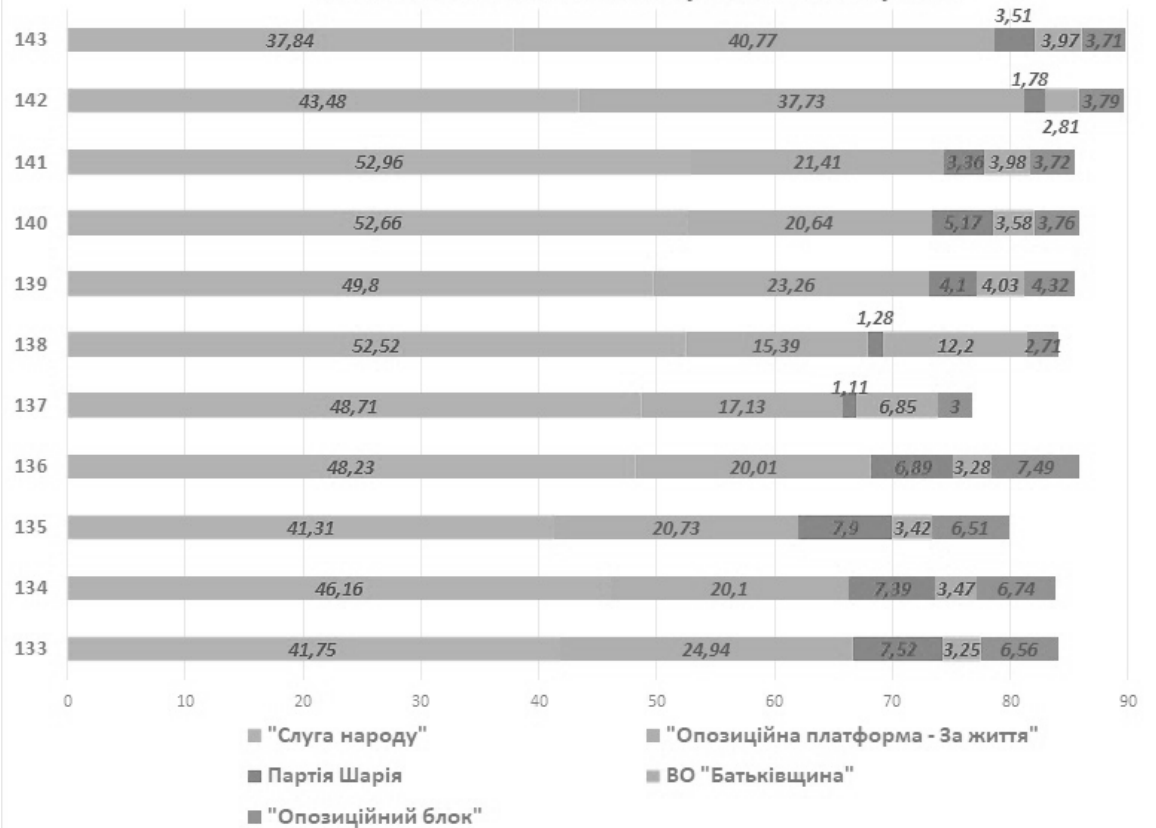 3,51
143 37,84 40,77 3,97 3,71
1,78
142 43,48 37,73 3,79
2,81
141 52,96 21,41 3,36 3,98 3,72
140 52,66 20,64 5,17 3,58 3,76
139 49,8 23,26 4,1 4,03 4,32
1,28
138 52,52 15,39 12,2 2,71
1,11
137 48,71 17,13 6,85 3
136 48,23 20,01 6,89 3,28 7,49
135 41,31 20,73 7,9 3,42 6,51
134 46,16 20,1 7,39 3,47 6,74
133 41,75 24,94 7,52 3,25 6,56
0 10 20 30 40 50 60 70 80 90
"Слуга народу" "Опозиційна платформа - За життя"
Партія Шарія ВО "Батьківщина"
"Опозиційний блок"